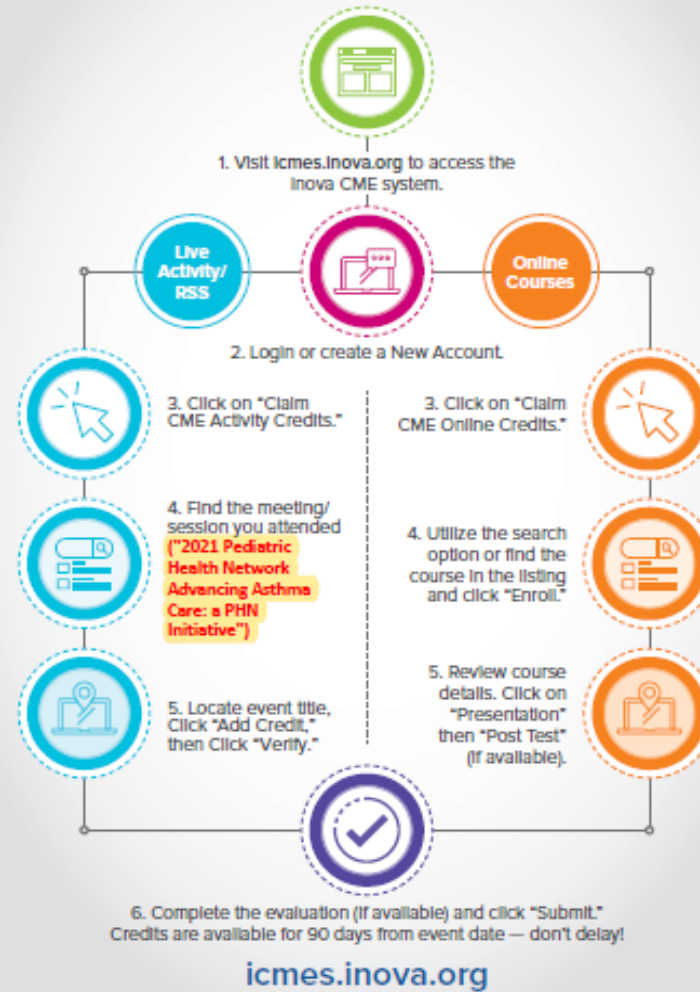 1. Visit icmes.inova.org to access the
Inova CME system.
Live
Activity/
RSS
Online
Courses
2. Login or create a New Account.
3. Click on “Claim
CME Activity Credits.”
4. Find the meeting/
session you attended
("2021 Pediatric
Health Network
Advancing Asthma
Care: a PHN
Initiative")
5. Locate event title,
Click “Add Credit,”
then Click “Verify.”
3. Click on “Claim
CME Online Credits.”
4. Utilize the search
option or find the
course in the listing
and click “Enroll.”
5. Review course
details. Click on
“Presentation”
then “Post Test”
(if available).
6. Complete the evaluation (if available) and click “Submit.”
Credits are available for 90 days from event date — don’t delay!
icmes.inova.org